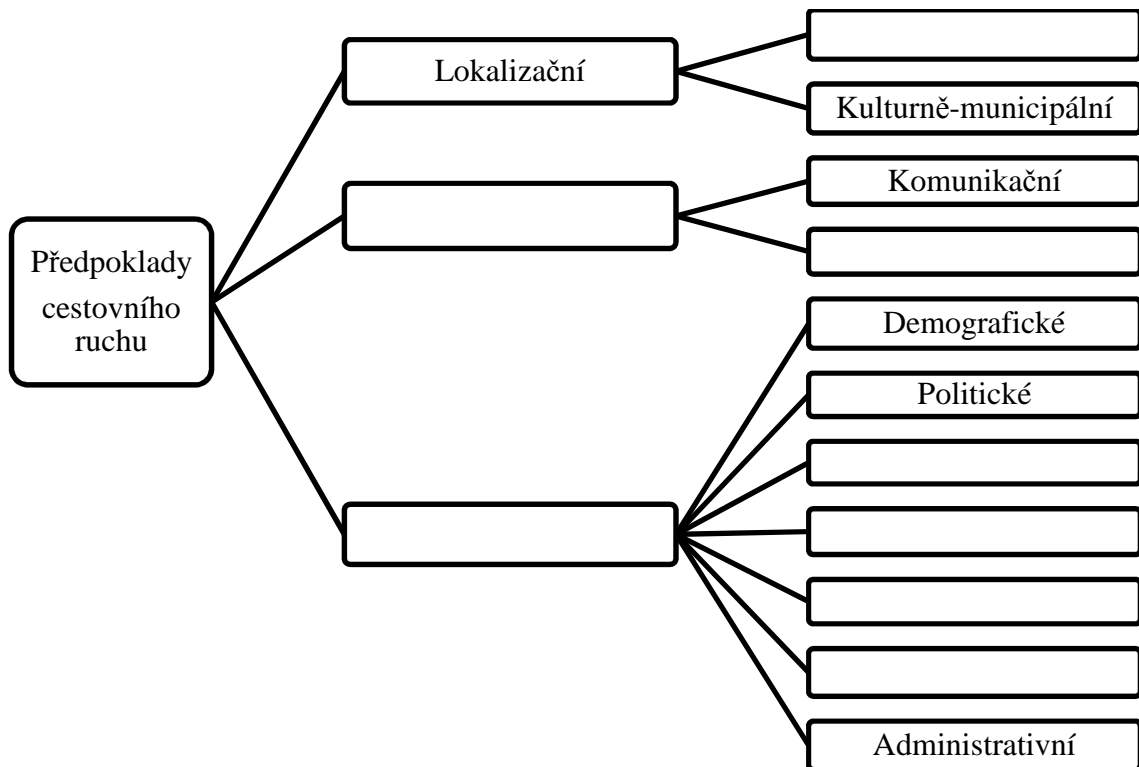 Předpoklady
cestovního
ruchu
Lokalizační
Kulturně-municipální
Komunikační
Demografické
Politické
Administrativní